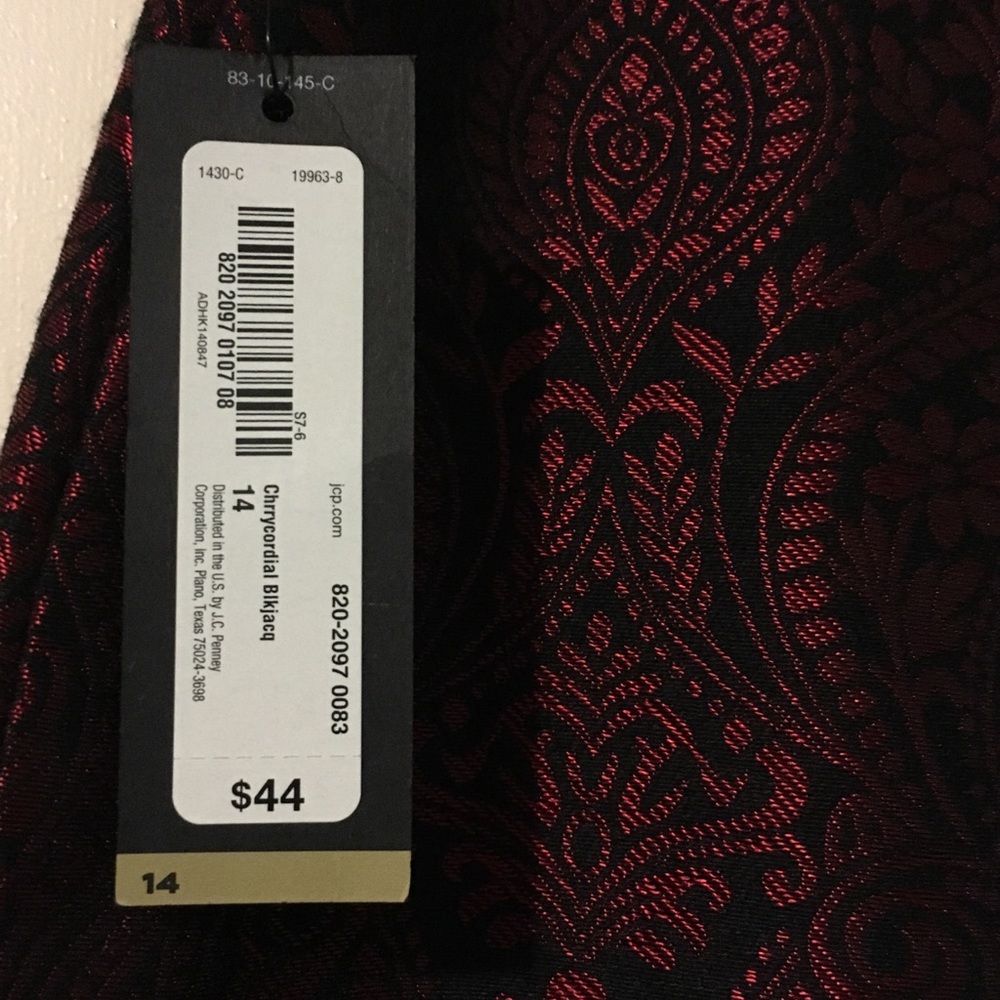 83-10-145-C
1430-C 19963-8
820 2097 0107 08
ADHK140847
S7-6
jcp.com 820-2097 0083
Chrrycordial Blkjacq
14
Distributed in the U.S. by J.C. Penney
Corporation, Inc. Plano, Texas 75024-3698
$44
14